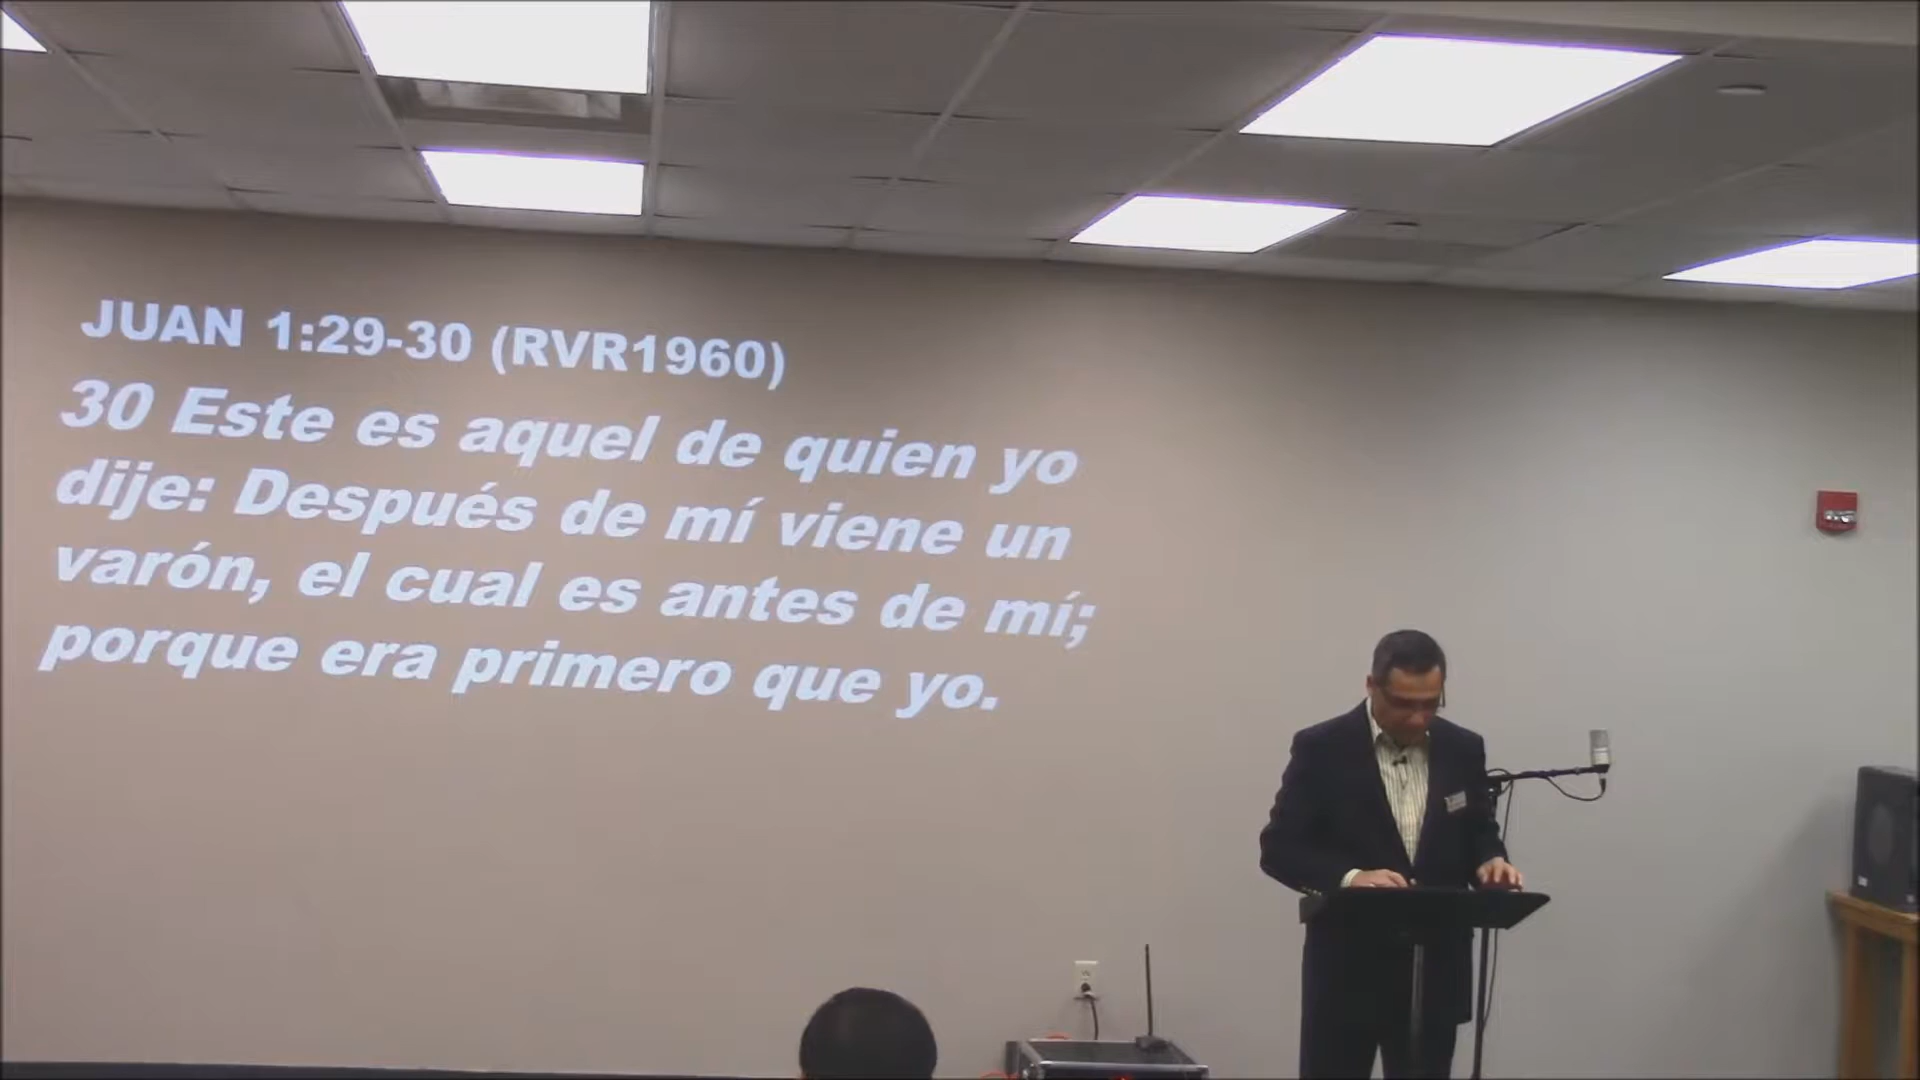 JUAN 1:29-30 (RVR1960)
30 Este es aquel de quien yo
dije: Después de mí viene un
varón, el cual es antes de mí;
porque era primero que yo.